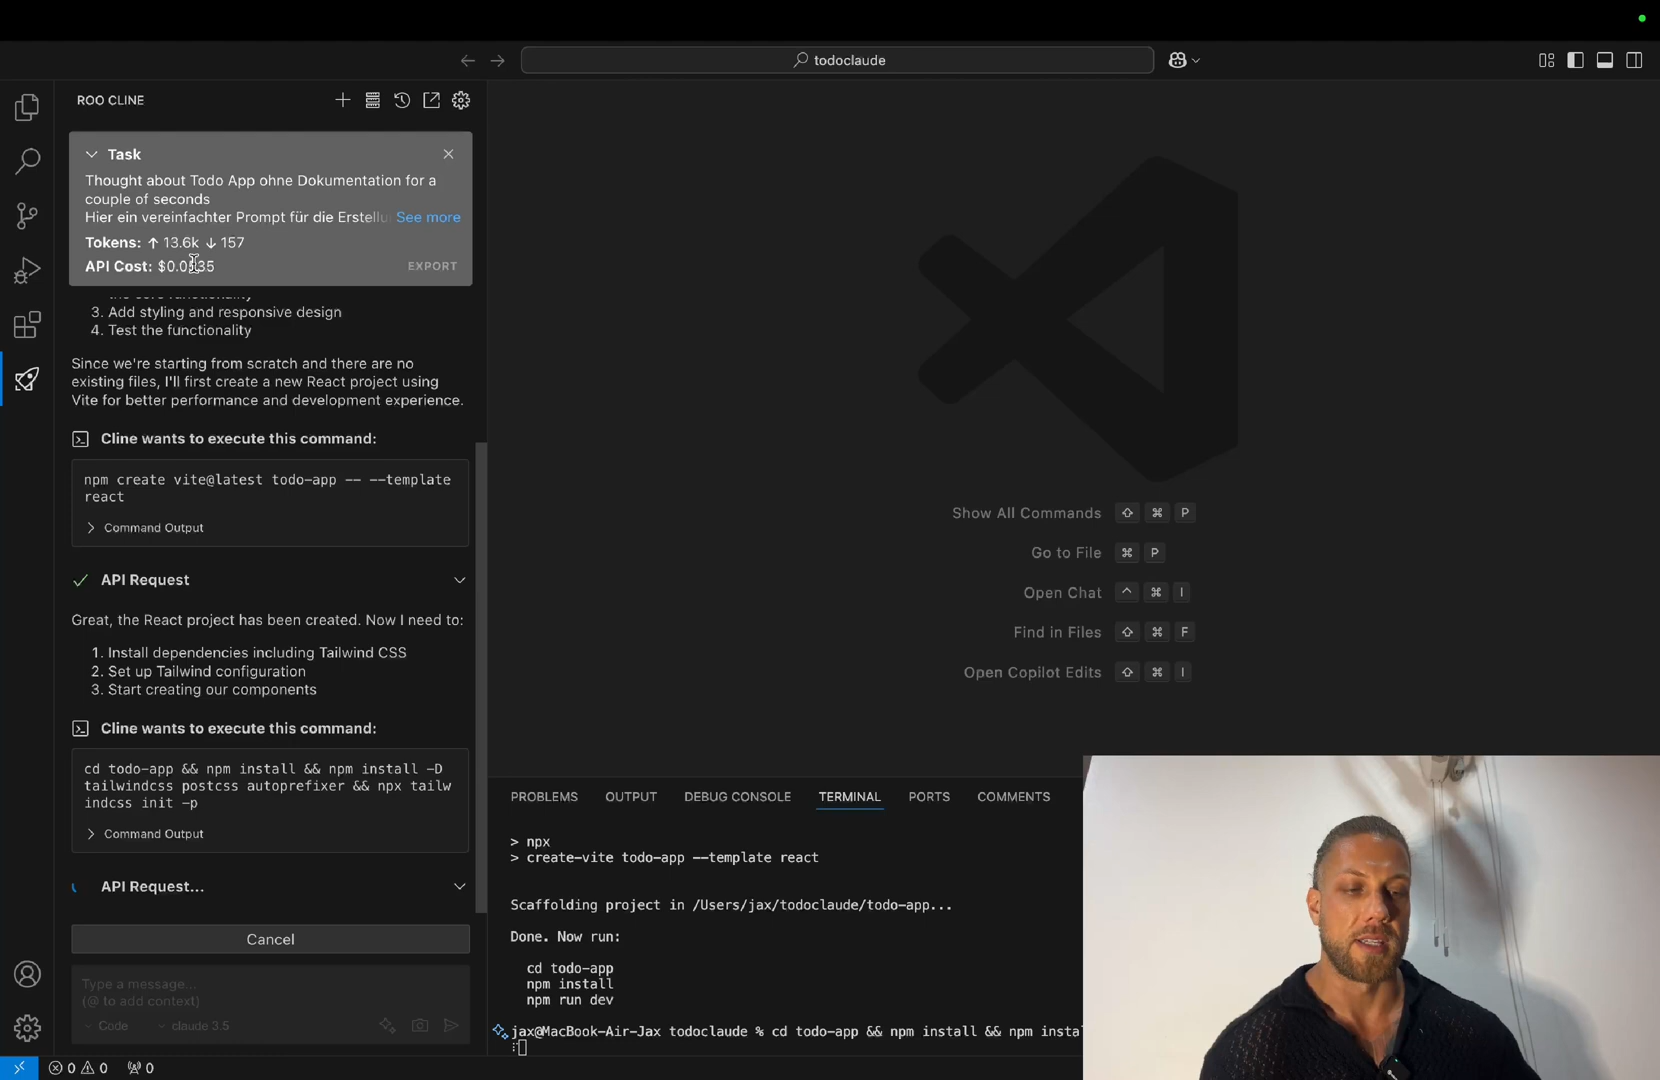 todoclaude
ROO CLINE
Task
Thought about Todo App ohne Dokumentation for a
couple of seconds
Hier ein vereinfachter Prompt für die Erstellu See more
Tokens: ↑ 13.6k ↓ 157
API Cost:
EXPORT
3. Add styling and responsive design
4. Test the functionality
Since we're starting from scratch and there are no
existing files, I'll first create a new React project using
Vite for better performance and development experience.
Cline wants to execute this command:
npm create vite@latest todo-app -- --template
react
Command Output
API Request
Great, the React project has been created. Now I need to:
1. Install dependencies including Tailwind CSS
2. Set up Tailwind configuration
3. Start creating our components
Cline wants to execute this command:
cd todo-app && npm install && npm install -D
tailwindcss postcss autoprefixer && npx tailw
indcss init -p
Command Output
API Request...
Cancel
Type a message...
(@ to add context)
Code claude 3.5
0 0 0
Show All Commands ⇧ ⌘ P
Go to File ⌘ P
Open Chat ^ ⌘ I
Find in Files ⇧ ⌘ F
Open Copilot Edits ⇧ ⌘ I
PROBLEMS OUTPUT DEBUG CONSOLE TERMINAL PORTS COMMENTS
> npx
> create-vite todo-app --template react
Scaffolding project in /Users/jax/todoclaude/todo-app...
Done. Now run:
cd todo-app
npm install
npm run dev
jax@MacBook-Air-Jax todoclaude % cd todo-app && npm install && npm instal